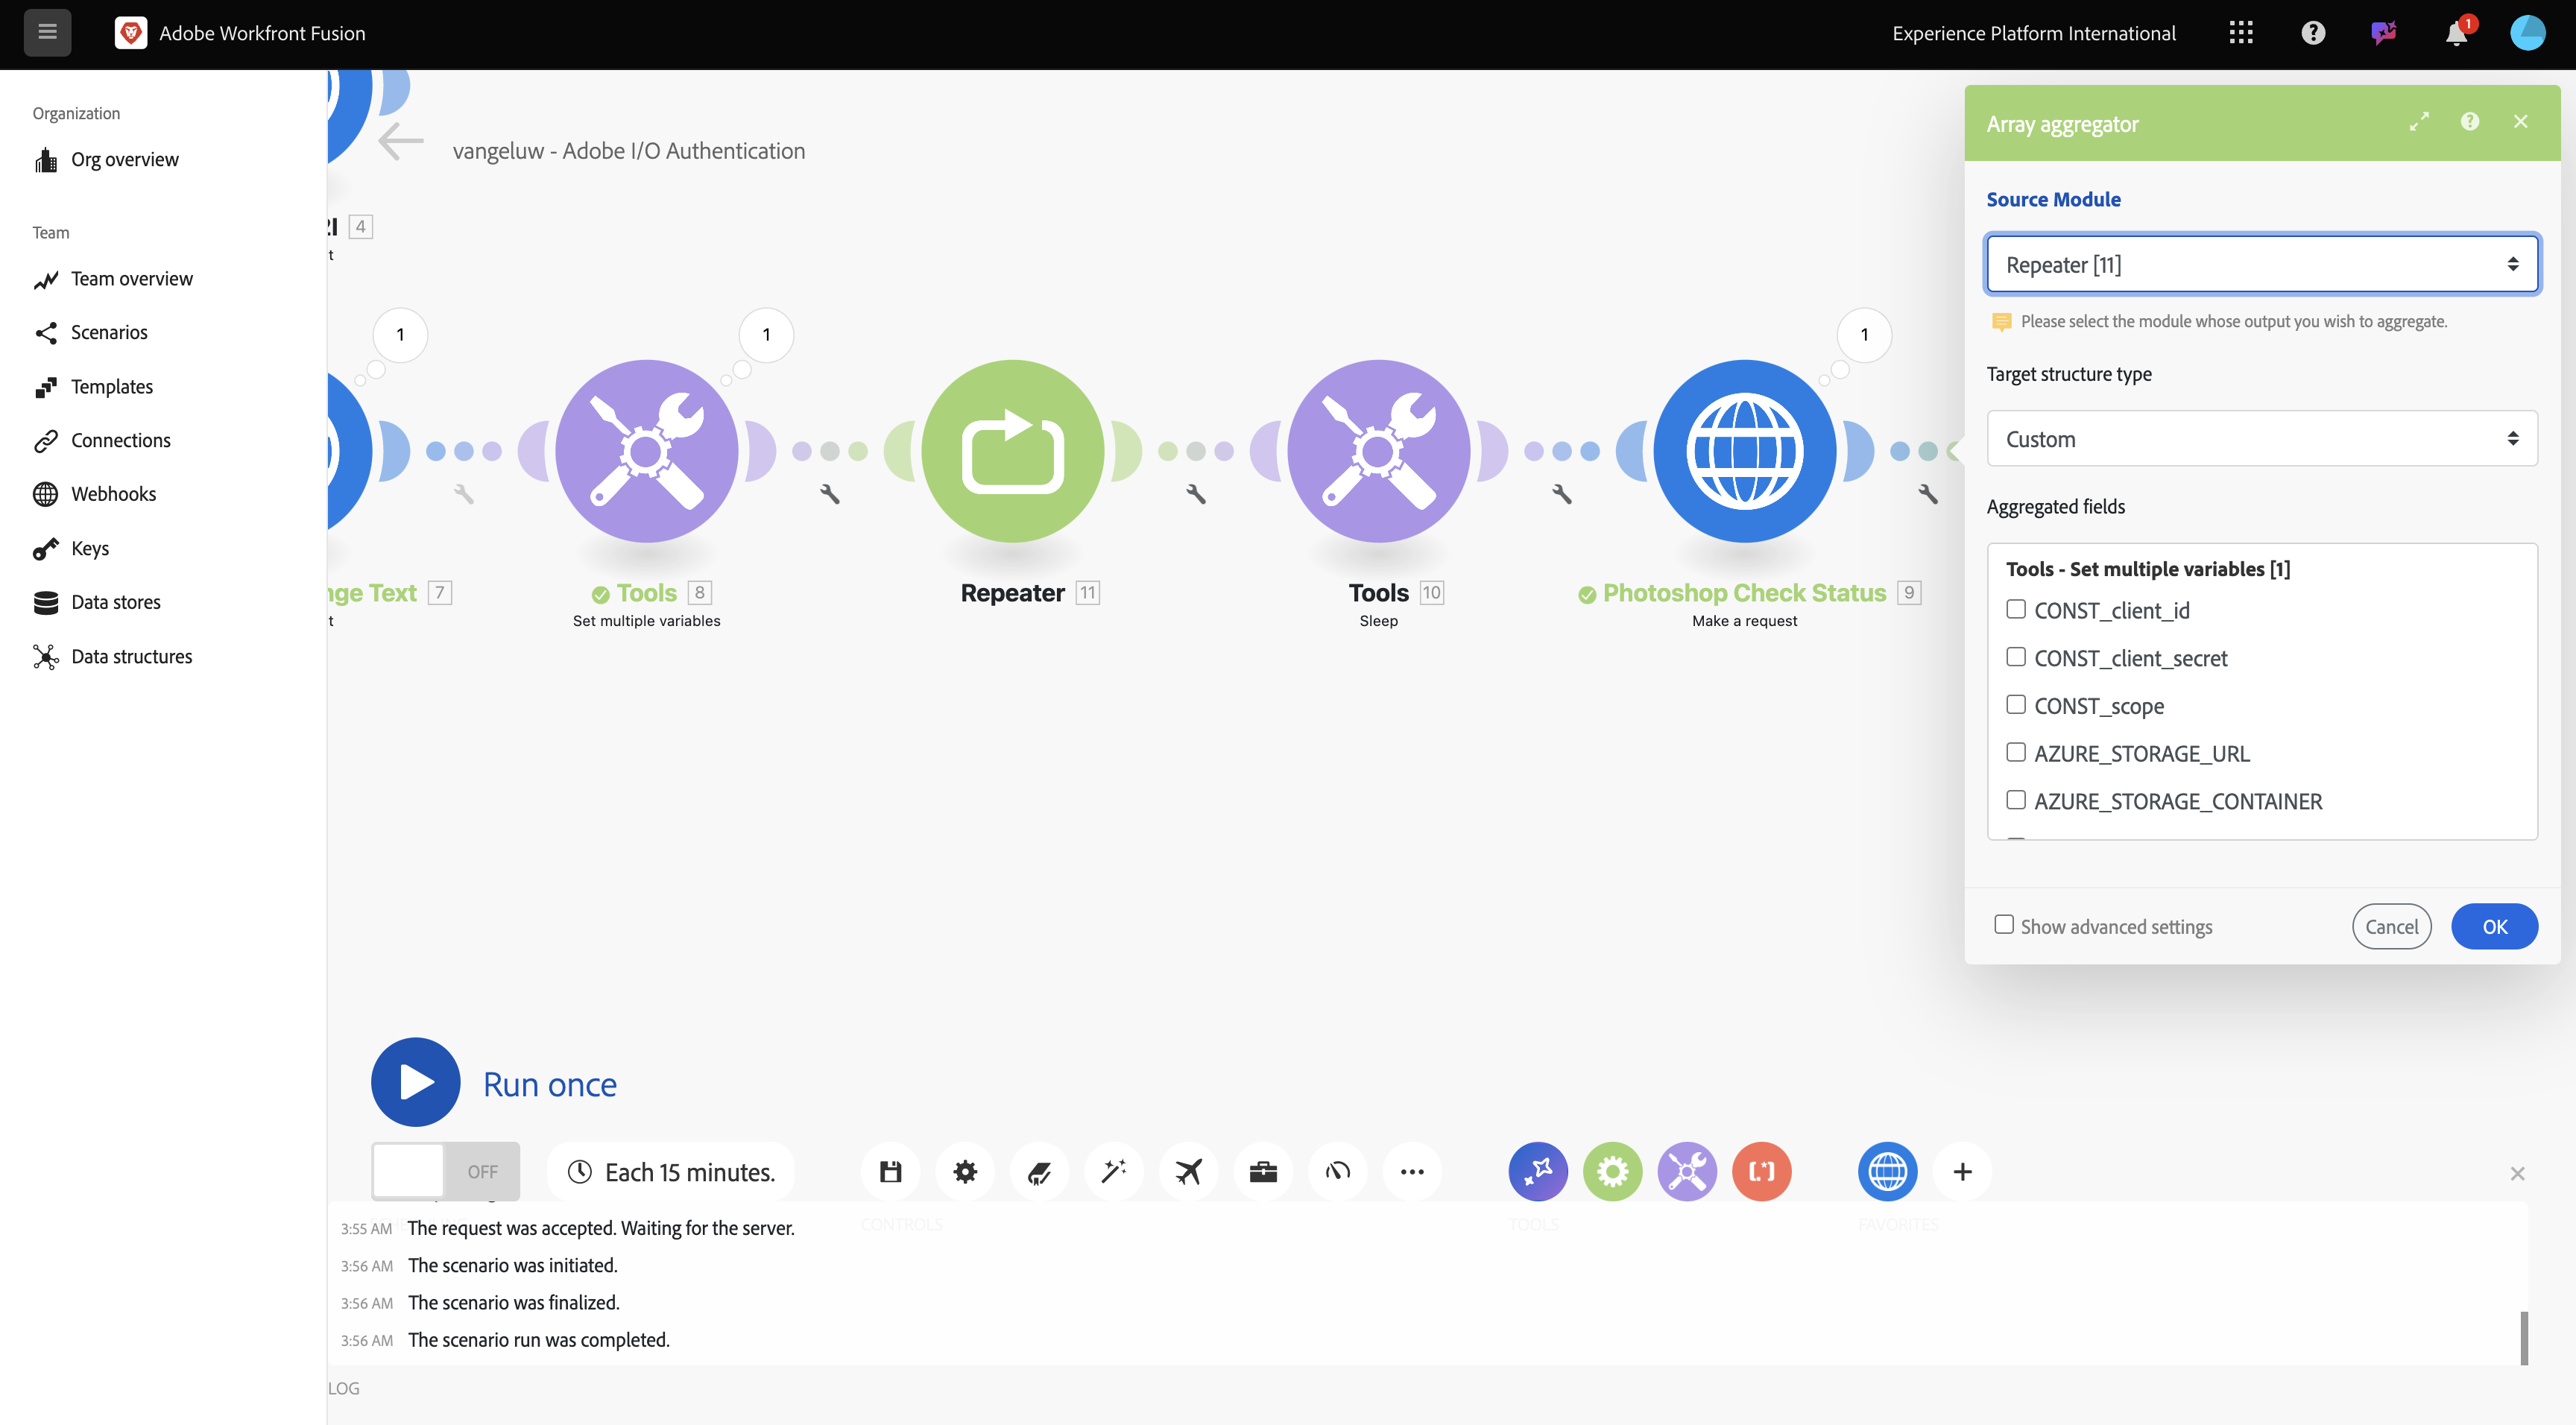 Adobe Workfront Fusion
Experience Platform International
1
Organization
Org overview
Team
Team overview
Scenarios
Templates
Connections
Webhooks
Keys
Data stores
Data structures
vangeluw - Adobe I/O Authentication
4
t
1
1
1
nge Text 7
t
Tools 8
Set multiple variables
Repeater 11
Tools 10
Sleep
Photoshop Check Status 9
Make a request
Array aggregator
Source Module
Repeater [11]
Please select the module whose output you wish to aggregate.
Target structure type
Custom
Aggregated fields
Tools - Set multiple variables [1]
CONST_client_id
CONST_client_secret
CONST_scope
AZURE_STORAGE_URL
AZURE_STORAGE_CONTAINER
Show advanced settings
Cancel
OK
Run once
OFF
Each 15 minutes.
CONTROLS
TOOLS
FAVORITES
3:55 AM The request was accepted. Waiting for the server.
3:56 AM The scenario was initiated.
3:56 AM The scenario was finalized.
3:56 AM The scenario run was completed.
LOG